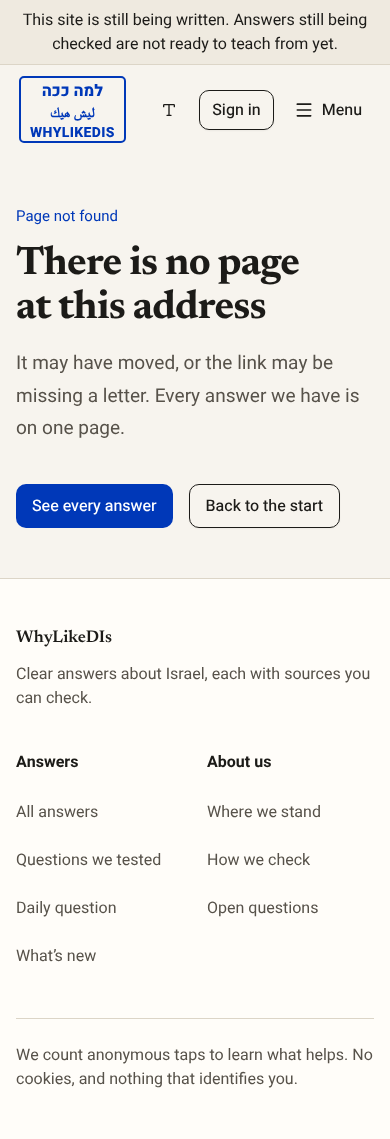 This site is still being written. Answers still being
checked are not ready to teach from yet.
למה ככה
ليش هيك
WHYLIKEDIS
T
Sign in
Menu
Page not found
There is no page
at this address
It may have moved, or the link may be
missing a letter. Every answer we have is
on one page.
See every answer
Back to the start
WhyLikeDIs
Clear answers about Israel, each with sources you
can check.
Answers
About us
All answers
Where we stand
Questions we tested
How we check
Daily question
Open questions
What’s new
We count anonymous taps to learn what helps. No
cookies, and nothing that identifies you.